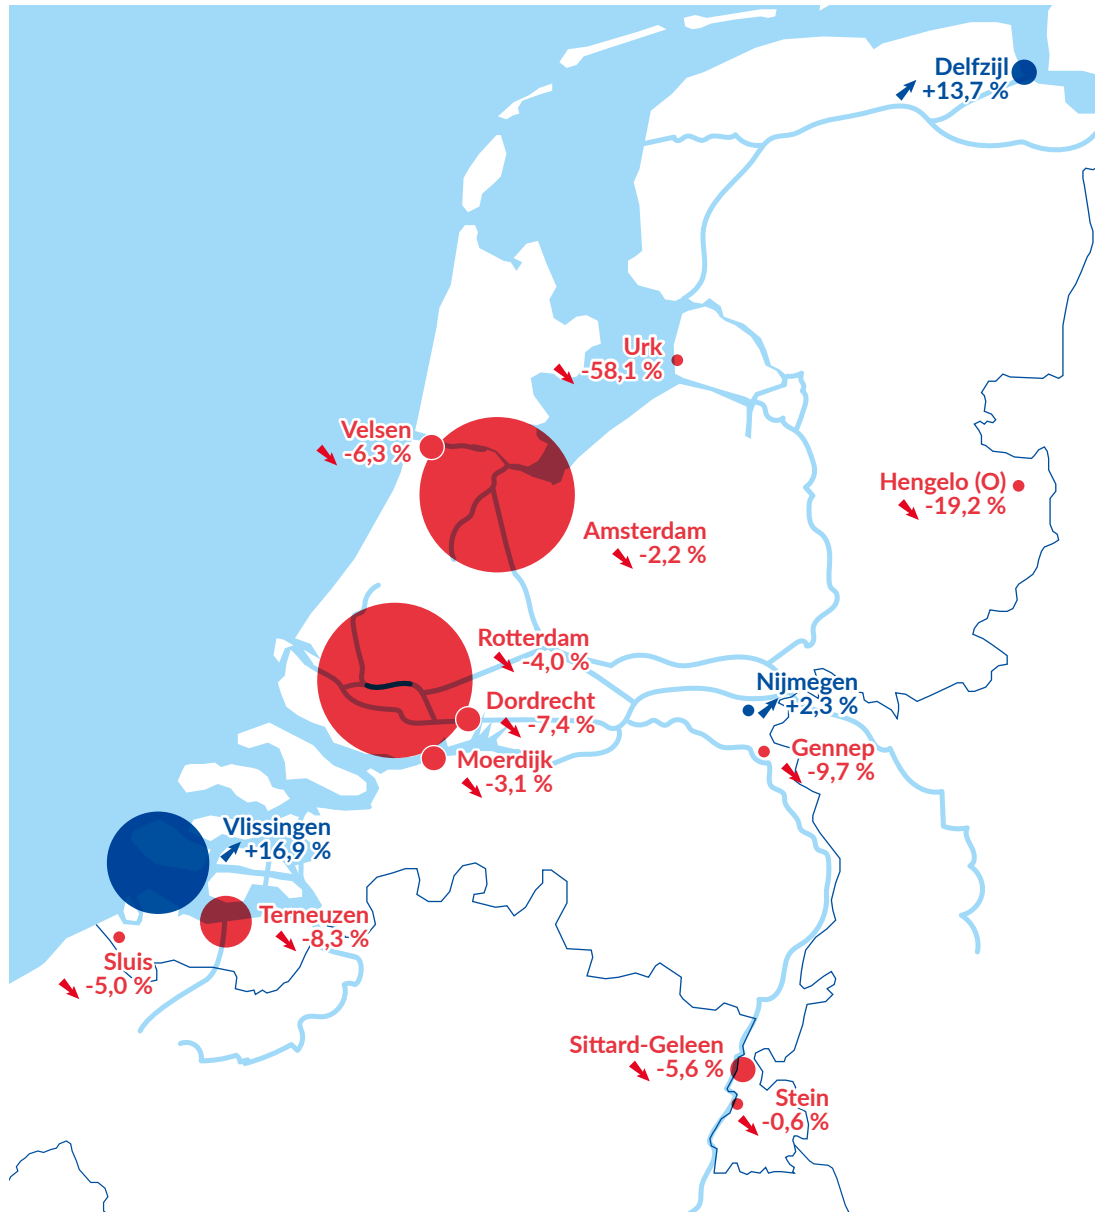 Delfzijl
+13,7 %
Urk
-58,1 %
Velsen
-6,3 %
Hengelo (O)
-19,2 %
Amsterdam
-2,2 %
Rotterdam
-4,0 %
Nijmegen
+2,3 %
Dordrecht
-7,4 %
Gennep
-9,7 %
Moerdijk
-3,1 %
Vlissingen
+16,9 %
Terneuzen
-8,3 %
Sluis
-5,0 %
Sittard-Geleen
-5,6 %
Stein
-0,6 %